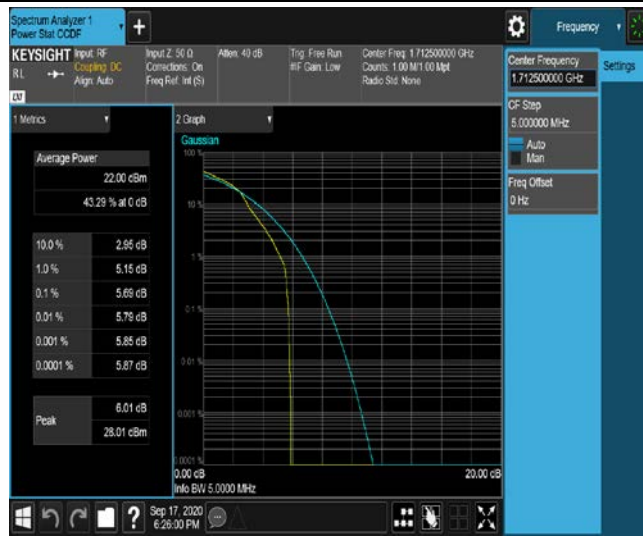 Spectrum Analyzer 1
Power Stat CCDF
+
Frequency
KEYSIGHT
RL
Input: RF
Coupling: DC
Align: Auto
Input Z: 50 Ω
Corrections: On
Freq Ref: Int (S)
Atten: 40 dB
Trig: Free Run
#IF Gain: Low
Center Freq: 1.712500000 GHz
Counts: 1.00 M/1.00 Mpt
Radio Std: None
Center Frequency
1.712500000 GHz
Settings
CF Step
5.000000 MHz
Auto
Man
Freq Offset
0 Hz
1 Metrics
Average Power
22.00 dBm
43.29 % at 0 dB
10.0 % 2.95 dB
1.0 % 5.15 dB
0.1 % 5.69 dB
0.01 % 5.79 dB
0.001 % 5.85 dB
0.0001 % 5.87 dB
Peak
6.01 dB
28.01 dBm
2 Graph
Gaussian
100 %
10 %
1 %
0.1 %
0.01 %
0.001 %
0.0001 %
0.00 dB 20.00 dB
Info BW 5.0000 MHz
?
Sep 17, 2020
6:26:00 PM